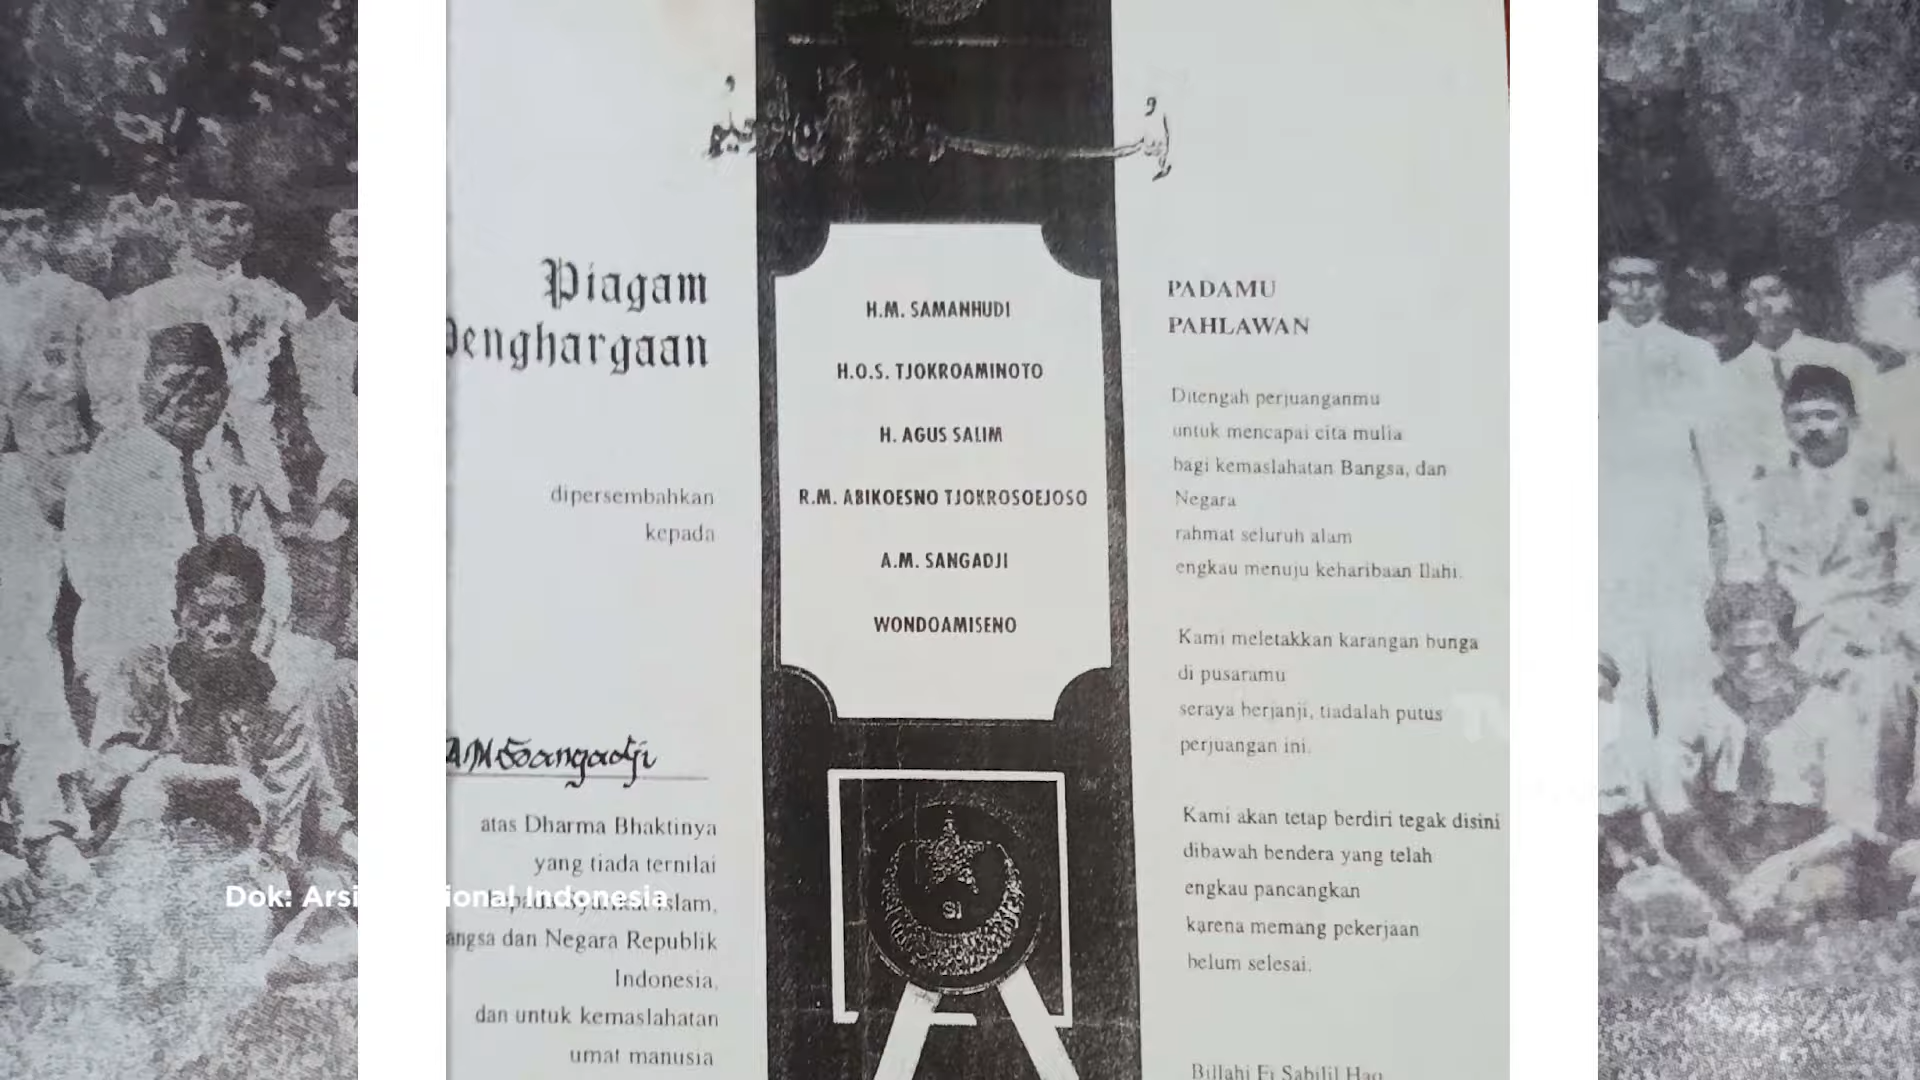 Piagam
Penghargaan
dipersembahkan
kepada
A.M Sangadji
atas Dharma Bhaktinya
yang tiada ternilai
Islam,
dan Negara Republik
Indonesia,
dan untuk kemaslahatan
umat manusia
H.M. SAMANHUDI
H.O.S. TJOKROAMINOTO
H. AGUS SALIM
R.M. ABIKOESNO TJOKROSOEJOSO
A.M. SANGADJI
WONDOAMISENO
SI
PADAMU
PAHLAWAN
Ditengah perjuanganmu
untuk mencapai cita mulia
bagi kemaslahatan Bangsa, dan
Negara
rahmat seluruh alam
engkau menuju keharibaan Ilahi.
Kami meletakkan karangan bunga
di pusaramu
seraya berjanji, tiadalah putus
perjuangan ini.
Kami akan tetap berdiri tegak disini
dibawah bendera yang telah
engkau pancangkan
karena memang pekerjaan
belum selesai.
Billahi Fi Sabilil Haq
Dok: Indonesia